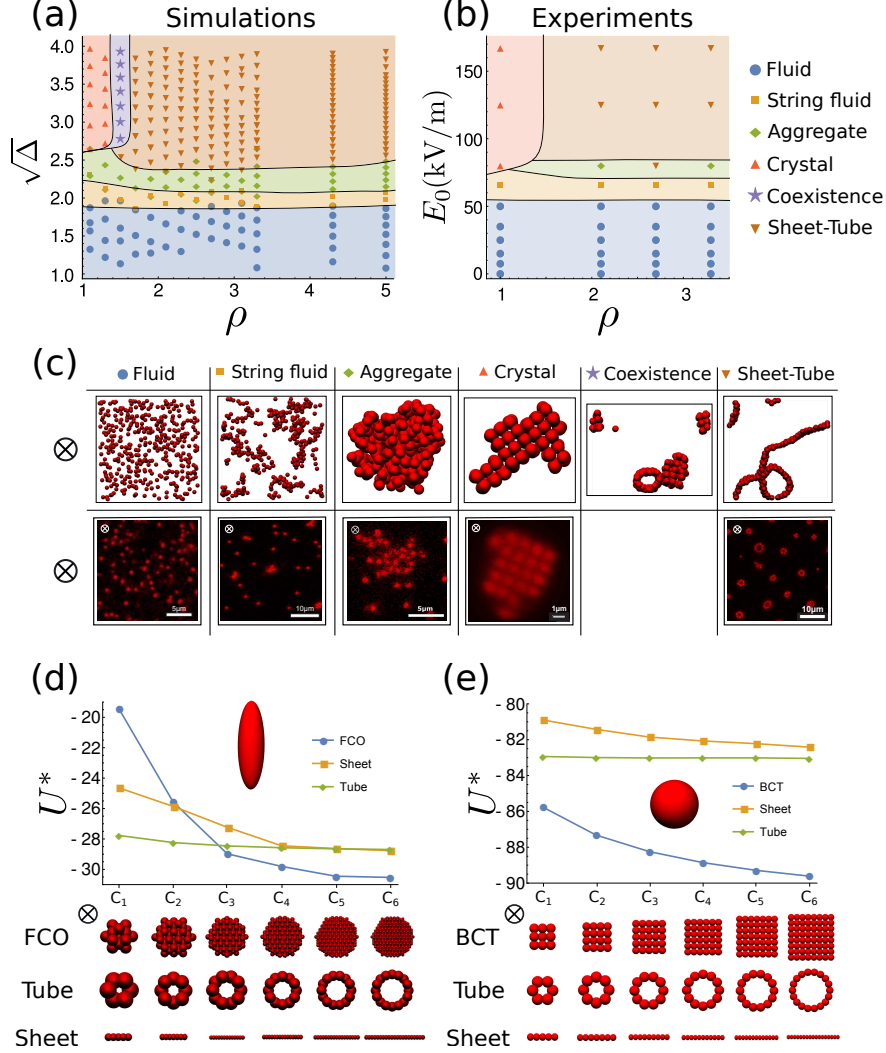 (a) Simulations
(b) Experiments
4.0
3.5
3.0
2.5
2.0
1.5
1.0
√Δ
1 2 3 4 5
ρ
150
100
50
0
E₀(kV/m)
1 2 3
ρ
Fluid
String fluid
Aggregate
Crystal
Coexistence
Sheet-Tube
(c)
Fluid String fluid Aggregate Crystal Coexistence Sheet-Tube
⊗
⊗
⊗ ⊗ ⊗ ⊗ ⊗
5μm 10μm 5μm 1μm 10μm
(d)
-20
-22
-24
-26
-28
-30
U*
FCO
Sheet
Tube
C₁ C₂ C₃ C₄ C₅ C₆
⊗
FCO
Tube
Sheet
(e)
-80
-82
-84
-86
-88
-90
U*
BCT
Sheet
Tube
C₁ C₂ C₃ C₄ C₅ C₆
⊗
BCT
Tube
Sheet